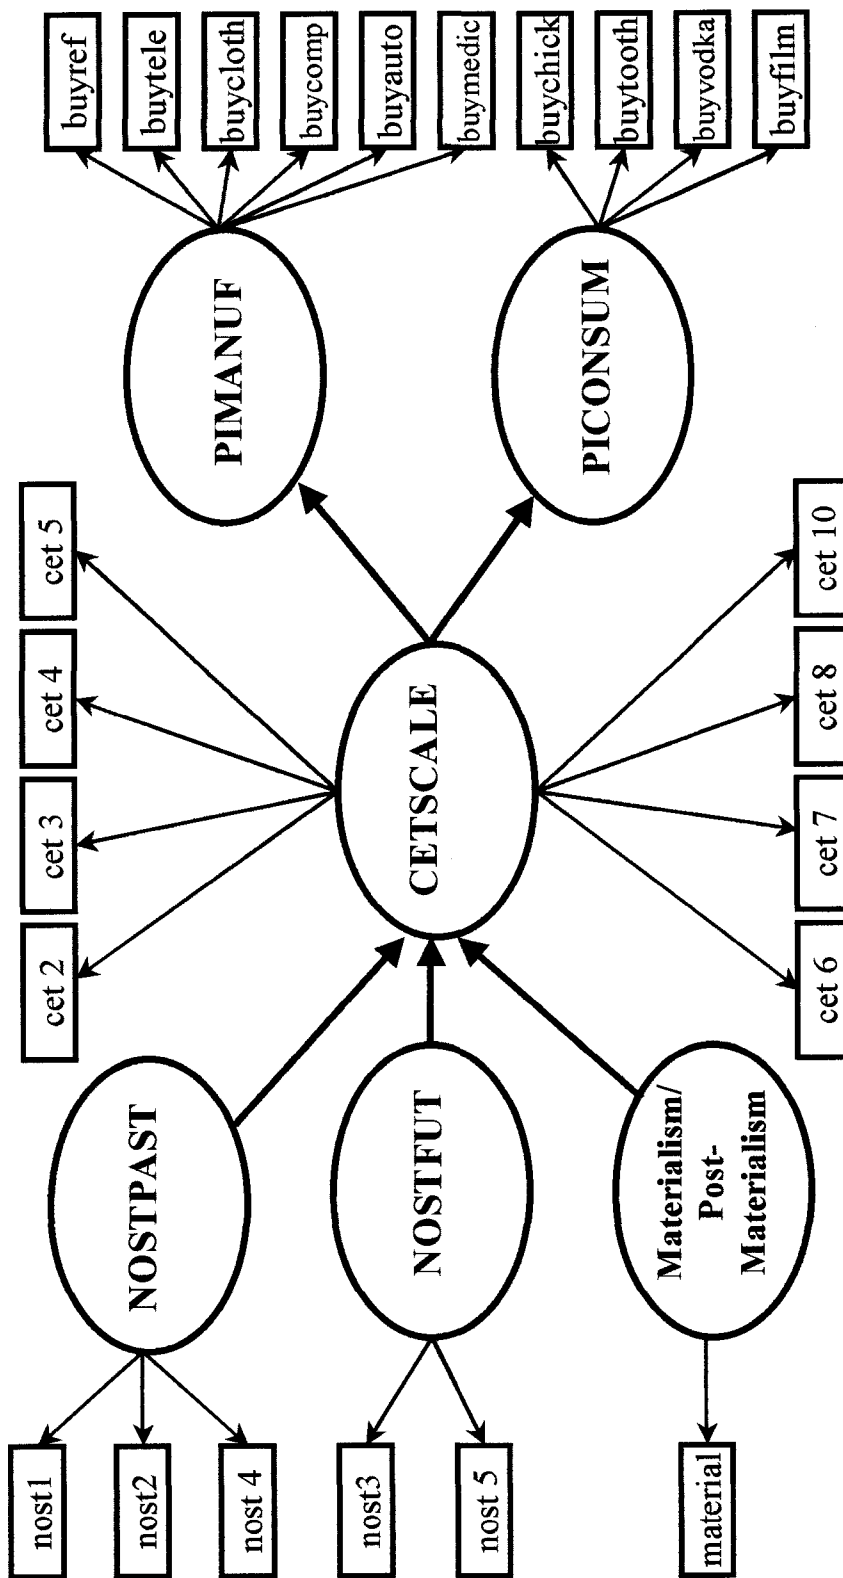 nost1
nost2
nost 4
nost3
nost 5
material
NOSTPAST
NOSTFUT
Materialism/
Post-
Materialism
cet 2
cet 3
cet 4
cet 5
CETSCALE
cet 6
cet 7
cet 8
cet 10
PIMANUF
PICONSUM
buyref
buytele
buycloth
buycomp
buyauto
buymedic
buychick
buytooth
buyvodka
buyfilm